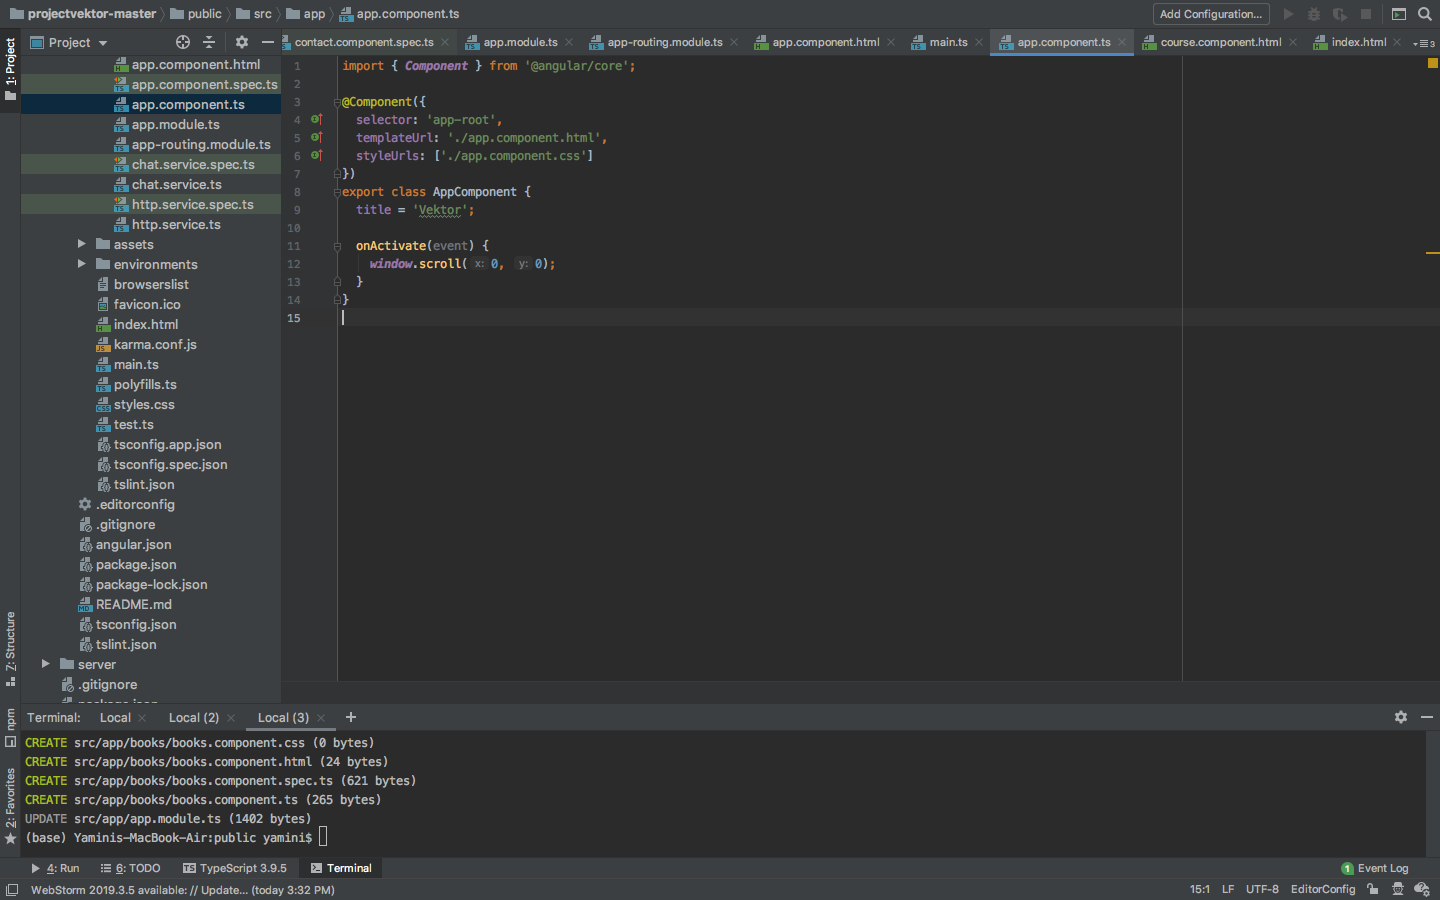 projectvektor-master public src app app.component.ts Add Configuration...
1: Project
Project
contact.component.spec.ts app.module.ts app-routing.module.ts app.component.html main.ts app.component.ts course.component.html index.html 3
app.component.html
app.component.spec.ts
app.component.ts
app.module.ts
app-routing.module.ts
chat.service.spec.ts
chat.service.ts
http.service.spec.ts
http.service.ts
assets
environments
browserslist
favicon.ico
index.html
karma.conf.js
main.ts
polyfills.ts
styles.css
test.ts
tsconfig.app.json
tsconfig.spec.json
tslint.json
.editorconfig
.gitignore
angular.json
package.json
package-lock.json
README.md
tsconfig.json
tslint.json
server
.gitignore
package.json
1 import { Component } from '@angular/core';
2
3 @Component({
4 selector: 'app-root',
5 templateUrl: './app.component.html',
6 styleUrls: ['./app.component.css']
7 })
8 export class AppComponent {
9 title = 'Vektor';
10
11 onActivate(event) {
12 window.scroll( x: 0, y: 0);
13 }
14 }
15
7: Structure
npm
2: Favorites
Terminal: Local Local (2) Local (3)
CREATE src/app/books/books.component.css (0 bytes)
CREATE src/app/books/books.component.html (24 bytes)
CREATE src/app/books/books.component.spec.ts (621 bytes)
CREATE src/app/books/books.component.ts (265 bytes)
UPDATE src/app/app.module.ts (1402 bytes)
(base) Yaminis-MacBook-Air:public yamini$
4: Run 6: TODO TypeScript 3.9.5 Terminal 1 Event Log
WebStorm 2019.3.5 available: // Update... (today 3:32 PM) 15:1 LF UTF-8 EditorConfig